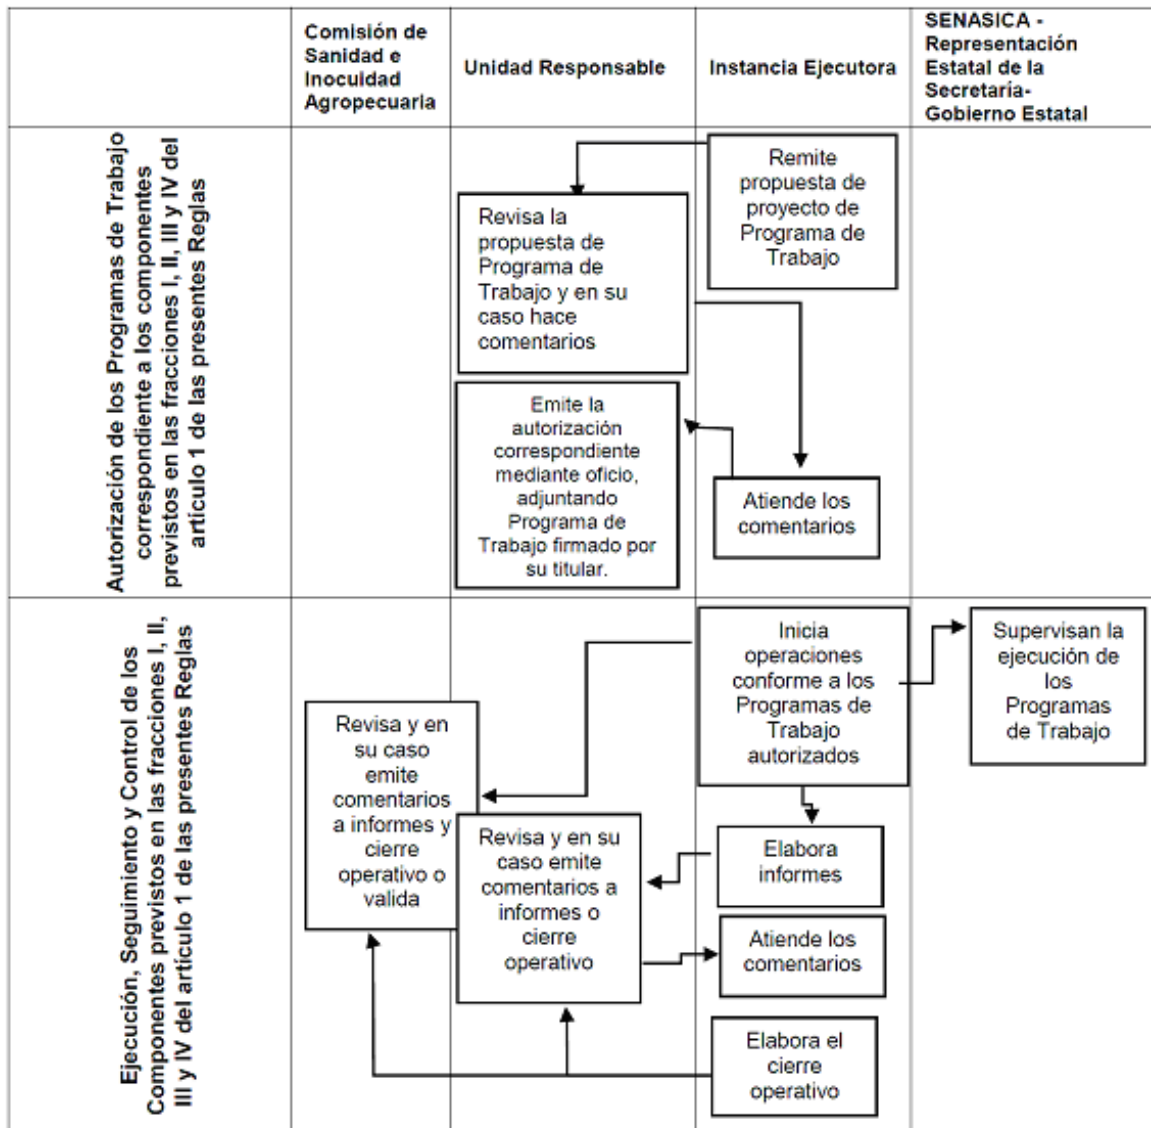 Comisión de
Sanidad e
Inocuidad
Agropecuaria
Unidad Responsable
Instancia Ejecutora
SENASICA -
Representación
Estatal de la
Secretaría-
Gobierno Estatal
Autorización de los Programas de Trabajo
correspondiente a los componentes
previstos en las fracciones I, II, III y IV del
artículo 1 de las presentes Reglas
Remite
propuesta de
proyecto de
Programa de
Trabajo
Revisa la
propuesta de
Programa de
Trabajo y en su
caso hace
comentarios
Emite la
autorización
correspondiente
mediante oficio,
adjuntando
Programa de
Trabajo firmado por
su titular.
Atiende los
comentarios
Ejecución, Seguimiento y Control de los
Componentes previstos en las fracciones I, II,
III y IV del artículo 1 de las presentes Reglas
Inicia
operaciones
conforme a los
Programas de
Trabajo
autorizados
Supervisan la
ejecución de
los
Programas
de Trabajo
Revisa y en
su caso
emite
comentarios
a informes y
cierre
operativo o
valida
Revisa y en su
caso emite
comentarios a
informes o
cierre
operativo
Elabora
informes
Atiende los
comentarios
Elabora el
cierre
operativo